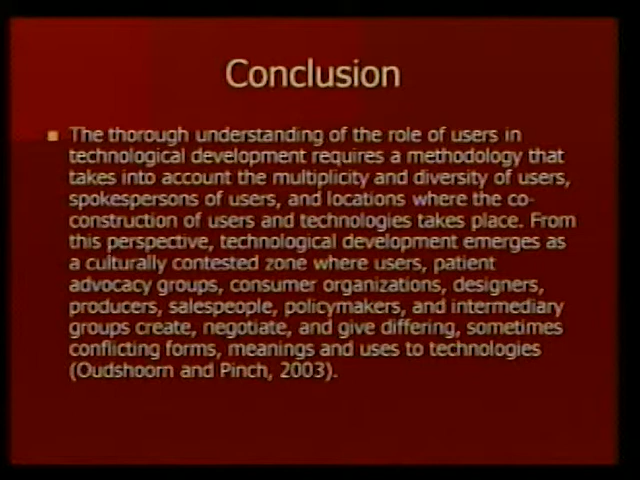 Conclusion
The thorough understanding of the role of users in
technological development requires a methodology that
takes into account the multiplicity and diversity of users,
spokespersons of users, and locations where the co-
construction of users and technologies takes place. From
this perspective, technological development emerges as
a culturally contested zone where users, patient
advocacy groups, consumer organizations, designers,
producers, salespeople, policymakers, and intermediary
groups create, negotiate, and give differing, sometimes
conflicting forms, meanings and uses to technologies
(Oudshoorn and Pinch, 2003).